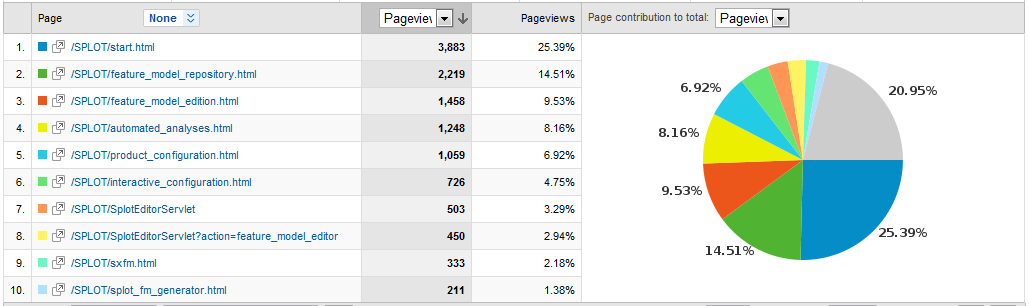 Page None Pageviev Pageviews Page contribution to total: Pageview
1. /SPLOT/start.html 3,883 25.39%
2. /SPLOT/feature_model_repository.html 2,219 14.51%
3. /SPLOT/feature_model_edition.html 1,458 9.53%
4. /SPLOT/automated_analyses.html 1,248 8.16%
5. /SPLOT/product_configuration.html 1,059 6.92%
6. /SPLOT/interactive_configuration.html 726 4.75%
7. /SPLOT/SplotEditorServlet 503 3.29%
8. /SPLOT/SplotEditorServlet?action=feature_model_editor 450 2.94%
9. /SPLOT/sxfm.html 333 2.18%
10. /SPLOT/splot_fm_generator.html 211 1.38%
6.92%
20.95%
8.16%
9.53%
25.39%
14.51%